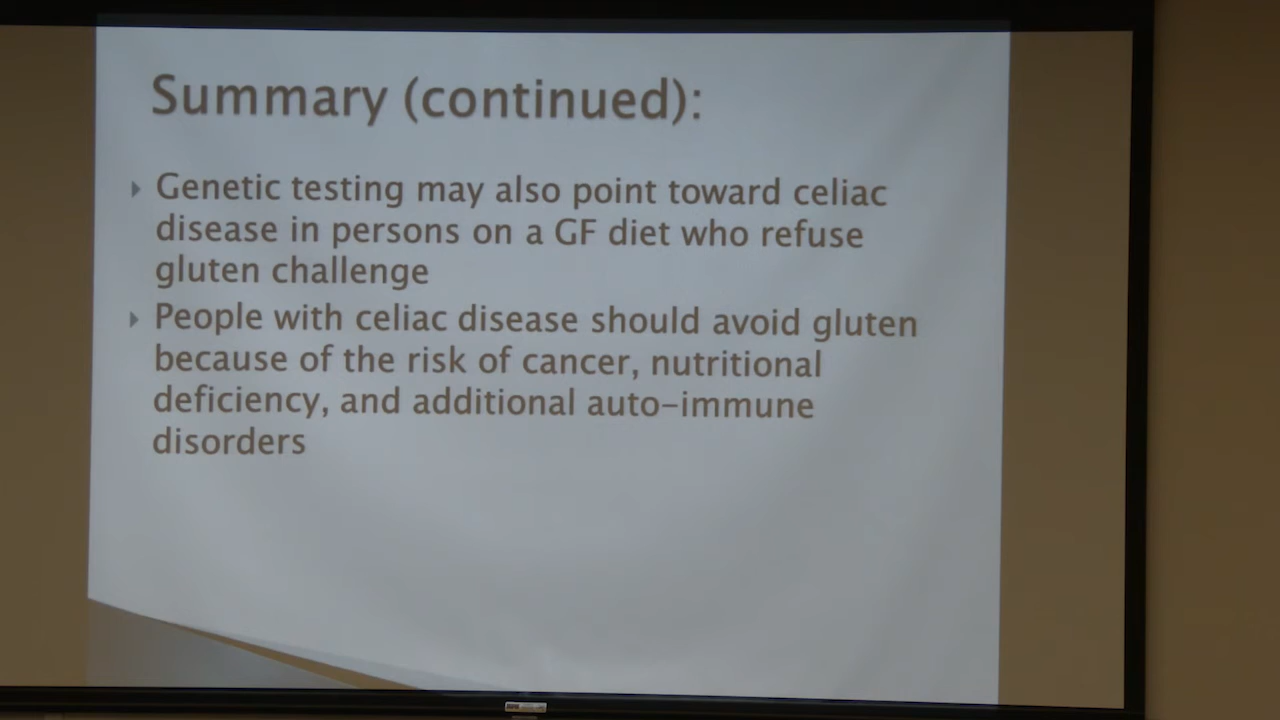 Summary (continued):
Genetic testing may also point toward celiac
disease in persons on a GF diet who refuse
gluten challenge
People with celiac disease should avoid gluten
because of the risk of cancer, nutritional
deficiency, and additional auto-immune
disorders